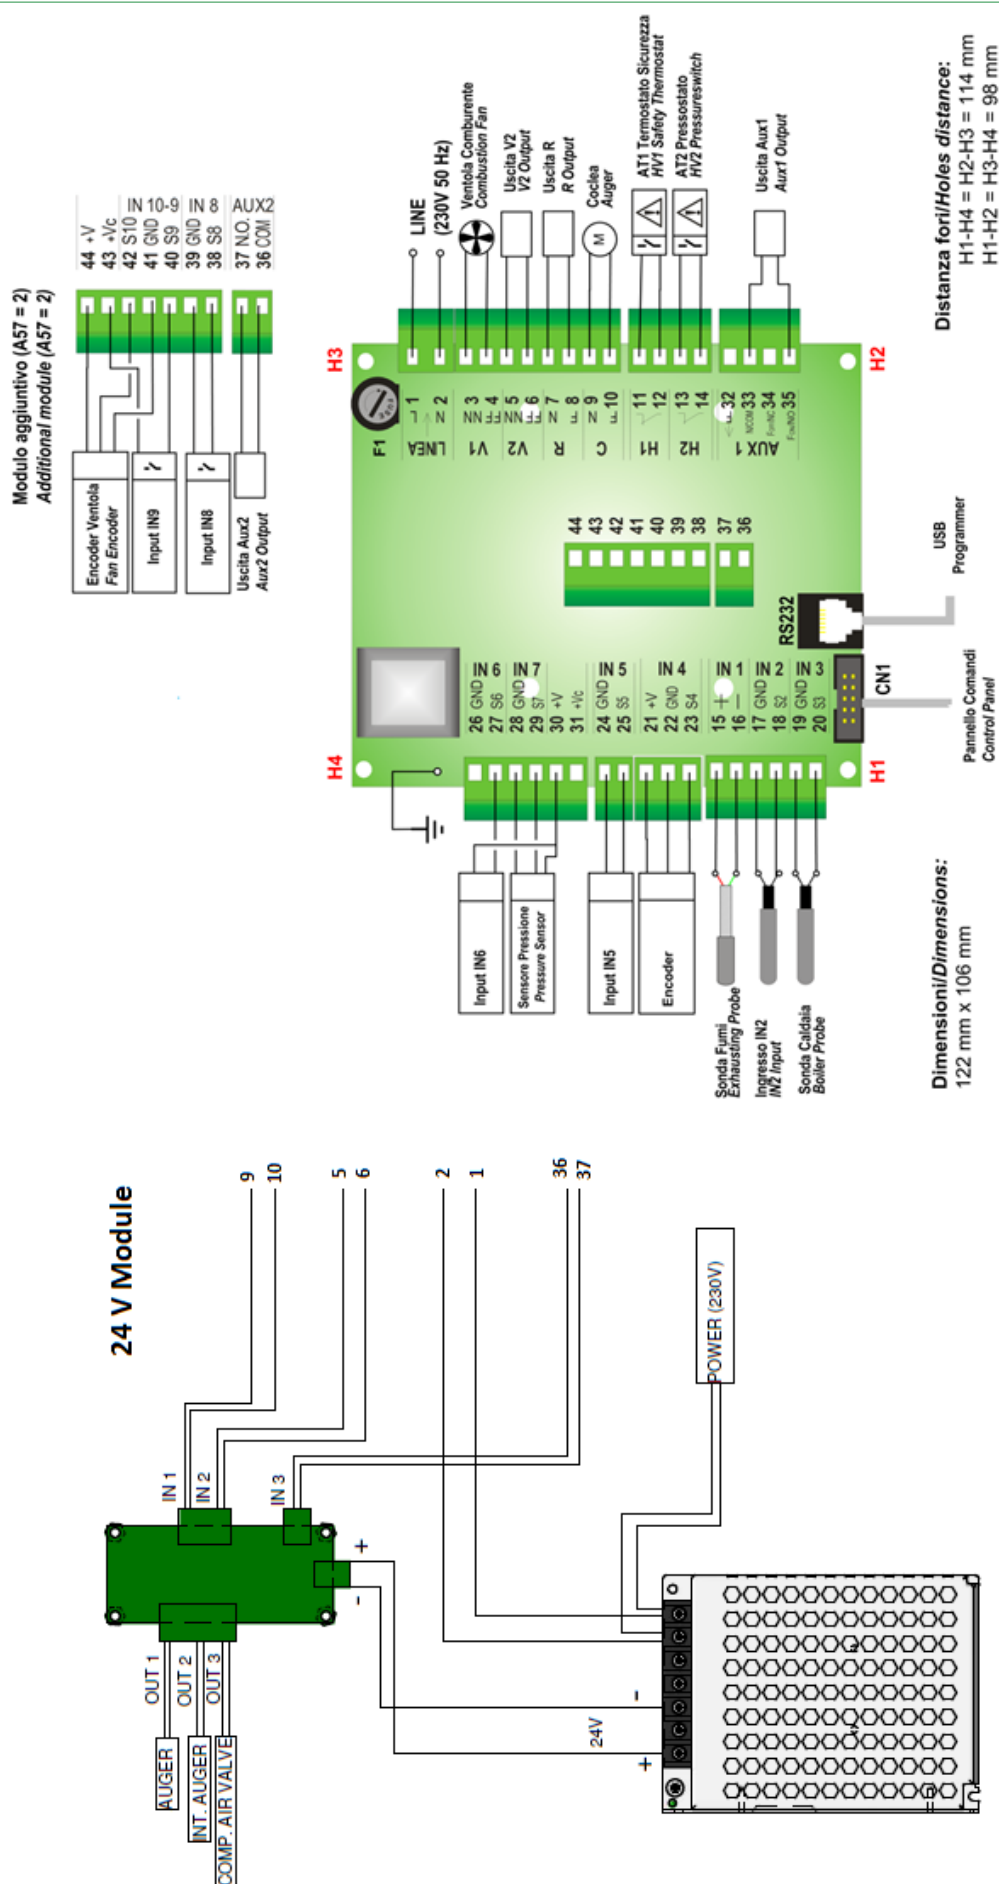 Modulo aggiuntivo (A57 = 2)
Additional module (A57 = 2)
44 +V
43 +Vc
42 S10
41 GND
40 S9
39 GND
38 S8
37 N.O.
36 COM
IN 10-9
IN 8
AUX2
Encoder Ventola
Fan Encoder
Input IN9
Input IN8
Uscita Aux2
Aux2 Output
H3
H2
H4
H1
F1
LINE
(230V 50 Hz)
Ventola Comburente
Combustion Fan
Uscita V2
V2 Output
Uscita R
R Output
Coclea
Auger
M
AT1 Termostato Sicurezza
HV1 Safety Thermostat
AT2 Pressostato
HV2 Pressureswitch
Uscita Aux1
Aux1 Output
LINEA
L 1
N 2
V1
3
4
V2
5
6
R
N 7
F 8
C
N 9
F 10
H1
11
12
H2
13
14
AUX 1
F 32
33
34
35
44
43
42
41
40
39
38
37
36
IN 6
26 GND
27 S6
IN 7
28 GND
29 S7
30 +V
31 +Vc
IN 5
24 GND
25 S5
IN 4
21 +V
22 GND
23 S4
IN 1
15 +
16 −
IN 2
17 GND
18 S2
IN 3
19 GND
20 S3
RS232
CN1
USB
Programmer
Pannello Comandi
Control Panel
Input IN6
Sensore Pressione
Pressure Sensor
Input IN5
Encoder
Sonda Fumi
Exhausting Probe
Ingresso IN2
IN2 Input
Sonda Caldaia
Boiler Probe
Distanza fori/Holes distance:
H1-H4 = H2-H3 = 114 mm
H1-H2 = H3-H4 = 98 mm
Dimensioni/Dimensions:
122 mm x 106 mm
24 V Module
9
10
5
6
2
1
36
37
IN 1
IN 2
IN 3
+
-
OUT 1
OUT 2
OUT 3
AUGER
INT. AUGER
COMP. AIR VALVE
POWER (230V)
-
24V
+